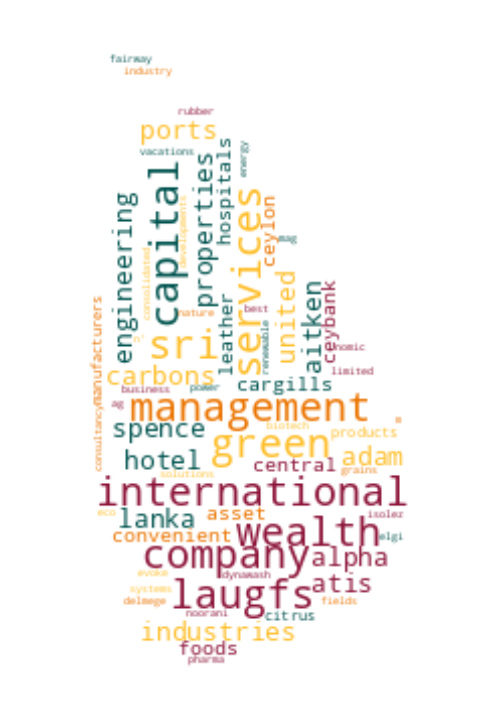 fairway
industry
rubber
ports
vacations
energy
hospitals
properties
capital
developments
engineering
services
ceylon
consolidated
mag
united
aitken
ceybank
manufacturers
leather
nature
best
renewable
sri
nomic
limited
carbons
power
cargills
business
ag
management
consultancy
spence
green
biotech
products
hotel
central
adam
grains
solutions
international
eco
lanka
asset
isolez
convenient
wealth
elgi
company
alpha
evoke
dynawash
atis
systems
laugfs
delmege
fields
noorani
citrus
industries
foods
pharma